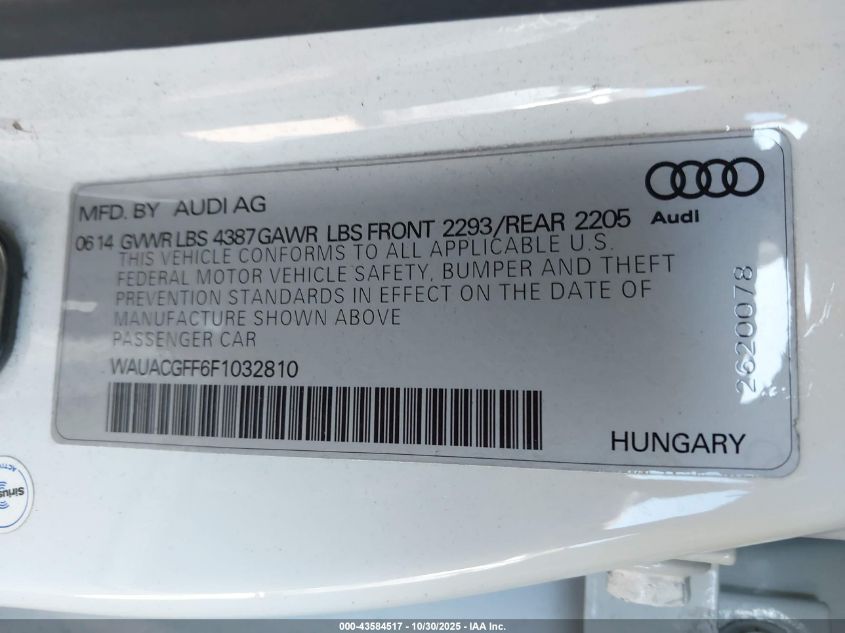 MFD. BY AUDI AG
Audi
06 14 GVWR LBS 4387 GAWR LBS FRONT 2293/REAR 2205
THIS VEHICLE CONFORMS TO ALL APPLICABLE U.S.
FEDERAL MOTOR VEHICLE SAFETY, BUMPER AND THEFT
PREVENTION STANDARDS IN EFFECT ON THE DATE OF
MANUFACTURE SHOWN ABOVE
PASSENGER CAR
WAUACGFF6F1032810
2620078
HUNGARY
Sirius
000-43584517 - 10/30/2025 - IAA Inc.